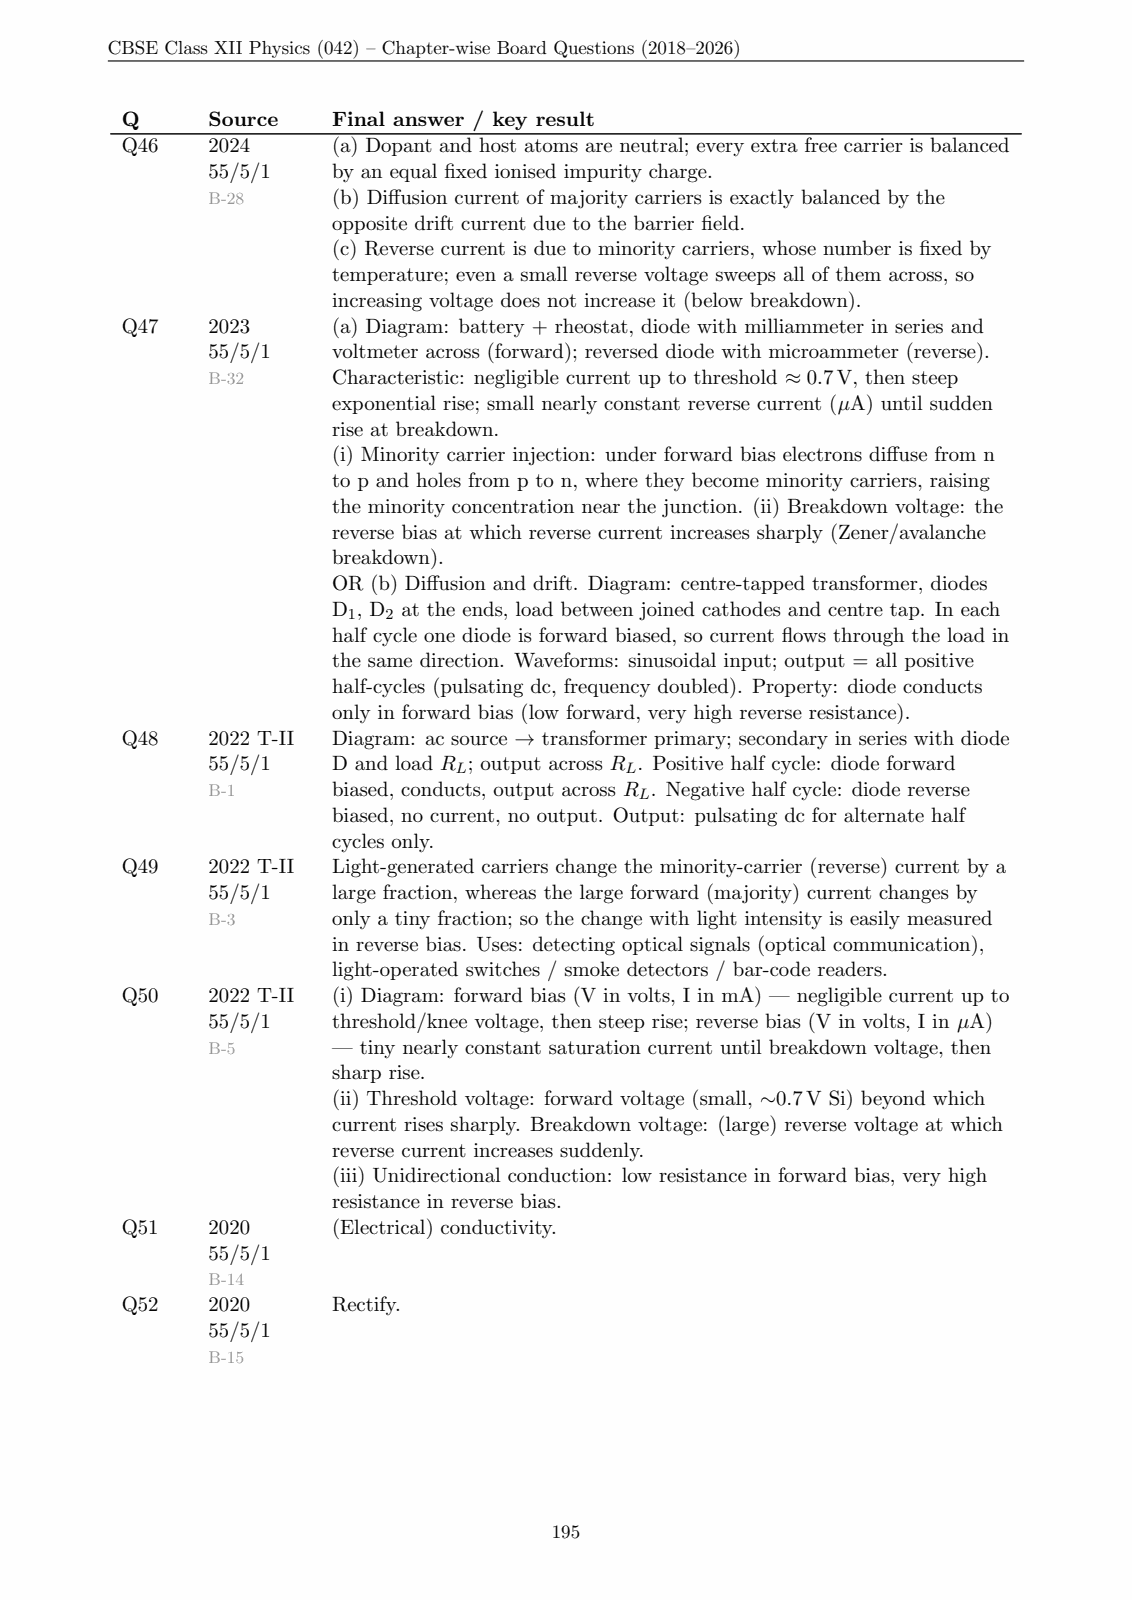 CBSE Class XII Physics (042) – Chapter-wise Board Questions (2018–2026)
Q Source Final answer / key result
Q46 2024 (a) Dopant and host atoms are neutral; every extra free carrier is balanced
55/5/1 by an equal fixed ionised impurity charge.
B-28 (b) Diffusion current of majority carriers is exactly balanced by the
opposite drift current due to the barrier field.
(c) Reverse current is due to minority carriers, whose number is fixed by
temperature; even a small reverse voltage sweeps all of them across, so
increasing voltage does not increase it (below breakdown).
Q47 2023 (a) Diagram: battery + rheostat, diode with milliammeter in series and
55/5/1 voltmeter across (forward); reversed diode with microammeter (reverse).
B-32 Characteristic: negligible current up to threshold ≈ 0.7 V, then steep
exponential rise; small nearly constant reverse current (μA) until sudden
rise at breakdown.
(i) Minority carrier injection: under forward bias electrons diffuse from n
to p and holes from p to n, where they become minority carriers, raising
the minority concentration near the junction. (ii) Breakdown voltage: the
reverse bias at which reverse current increases sharply (Zener/avalanche
breakdown).
OR (b) Diffusion and drift. Diagram: centre-tapped transformer, diodes
D₁, D₂ at the ends, load between joined cathodes and centre tap. In each
half cycle one diode is forward biased, so current flows through the load in
the same direction. Waveforms: sinusoidal input; output = all positive
half-cycles (pulsating dc, frequency doubled). Property: diode conducts
only in forward bias (low forward, very high reverse resistance).
Q48 2022 T-II Diagram: ac source → transformer primary; secondary in series with diode
55/5/1 D and load R_L; output across R_L. Positive half cycle: diode forward
B-1 biased, conducts, output across R_L. Negative half cycle: diode reverse
biased, no current, no output. Output: pulsating dc for alternate half
cycles only.
Q49 2022 T-II Light-generated carriers change the minority-carrier (reverse) current by a
55/5/1 large fraction, whereas the large forward (majority) current changes by
B-3 only a tiny fraction; so the change with light intensity is easily measured
in reverse bias. Uses: detecting optical signals (optical communication),
light-operated switches / smoke detectors / bar-code readers.
Q50 2022 T-II (i) Diagram: forward bias (V in volts, I in mA) — negligible current up to
55/5/1 threshold/knee voltage, then steep rise; reverse bias (V in volts, I in μA)
B-5 — tiny nearly constant saturation current until breakdown voltage, then
sharp rise.
(ii) Threshold voltage: forward voltage (small, ∼0.7 V Si) beyond which
current rises sharply. Breakdown voltage: (large) reverse voltage at which
reverse current increases suddenly.
(iii) Unidirectional conduction: low resistance in forward bias, very high
resistance in reverse bias.
Q51 2020 (Electrical) conductivity.
55/5/1
B-14
Q52 2020 Rectify.
55/5/1
B-15
195